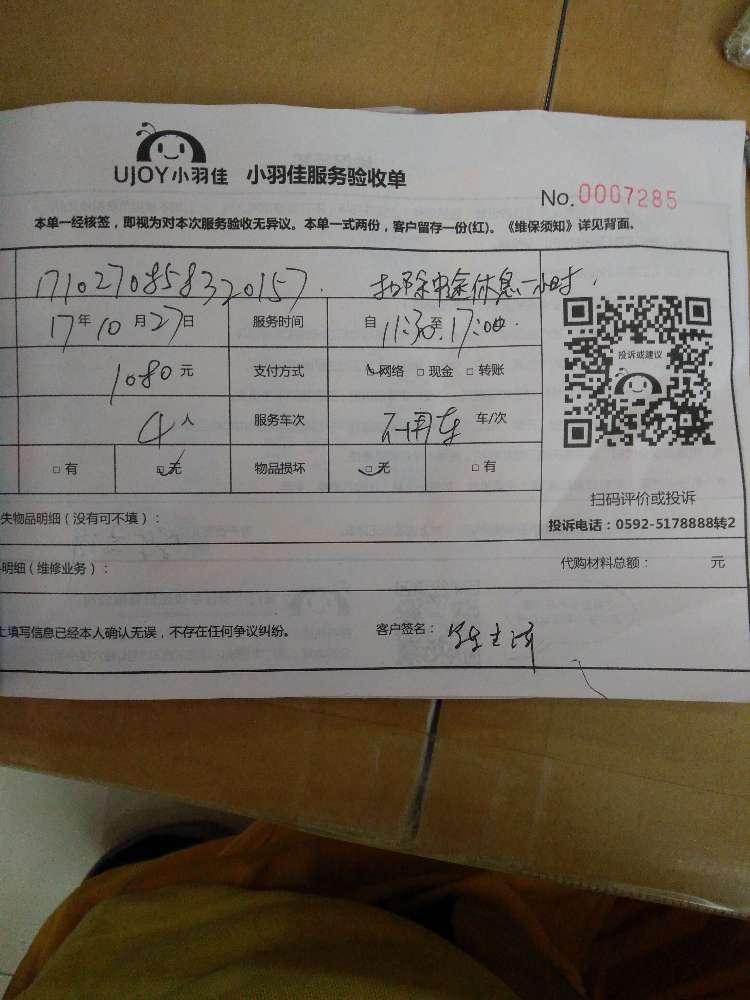 UJOY小羽佳 小羽佳服务验收单
No.0007285
本单一经核签，即视为对本次服务验收无异议。本单一式两份，客户留存一份(红)。《维保须知》详见背面。
1710270858320157 扣除中途休息一小时.
17年10月27日 服务时间 自11:30至17:00.
1080元 支付方式 网络 □ 现金 □ 转账
4人 服务车次 不用车 车/次
□ 有 □ 无 物品损坏 □ 无 □ 有
投诉或建议
扫码评价或投诉
投诉电话：0592-5178888转2
失物品明细（没有可不填）：
明细（维修业务）： 代购材料总额： 元
上填写信息已经本人确认无误，不存在任何争议纠纷。 客户签名：